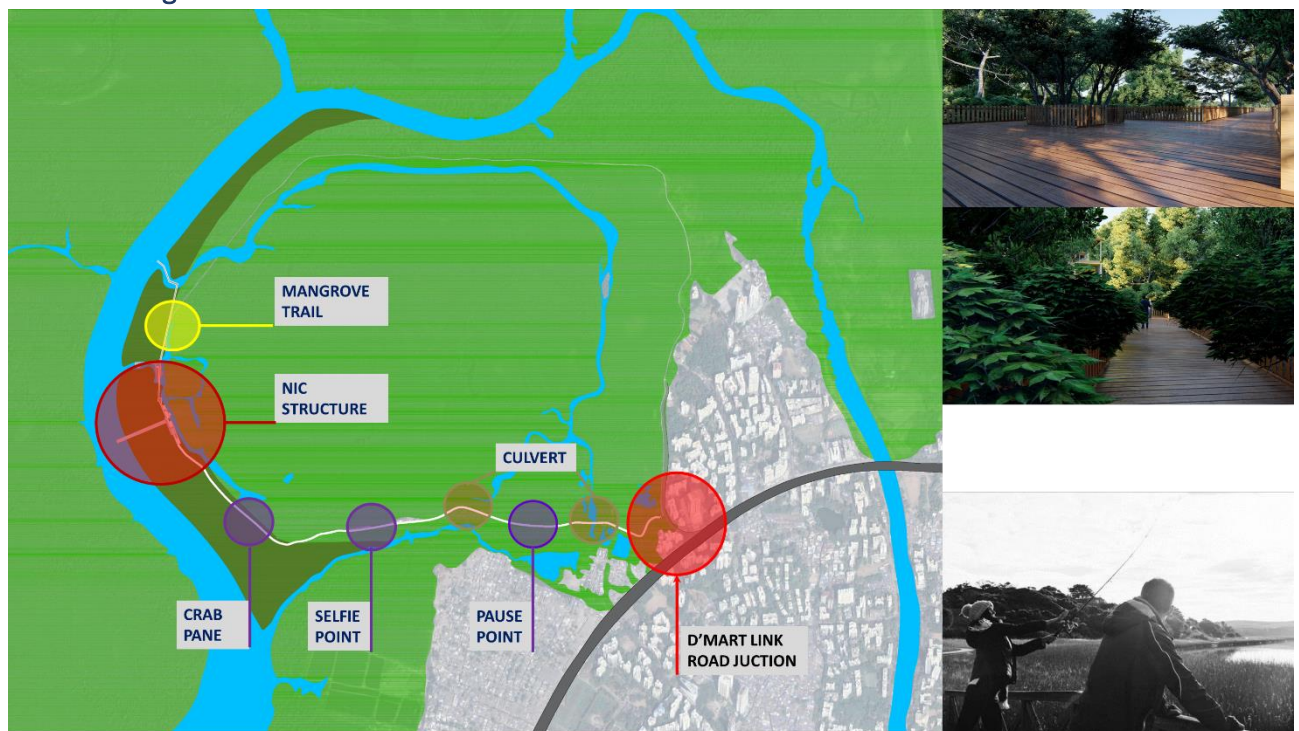 MANGROVE
TRAIL
NIC
STRUCTURE
CULVERT
CRAB
PANE
SELFIE
POINT
PAUSE
POINT
D'MART LINK
ROAD JUCTION